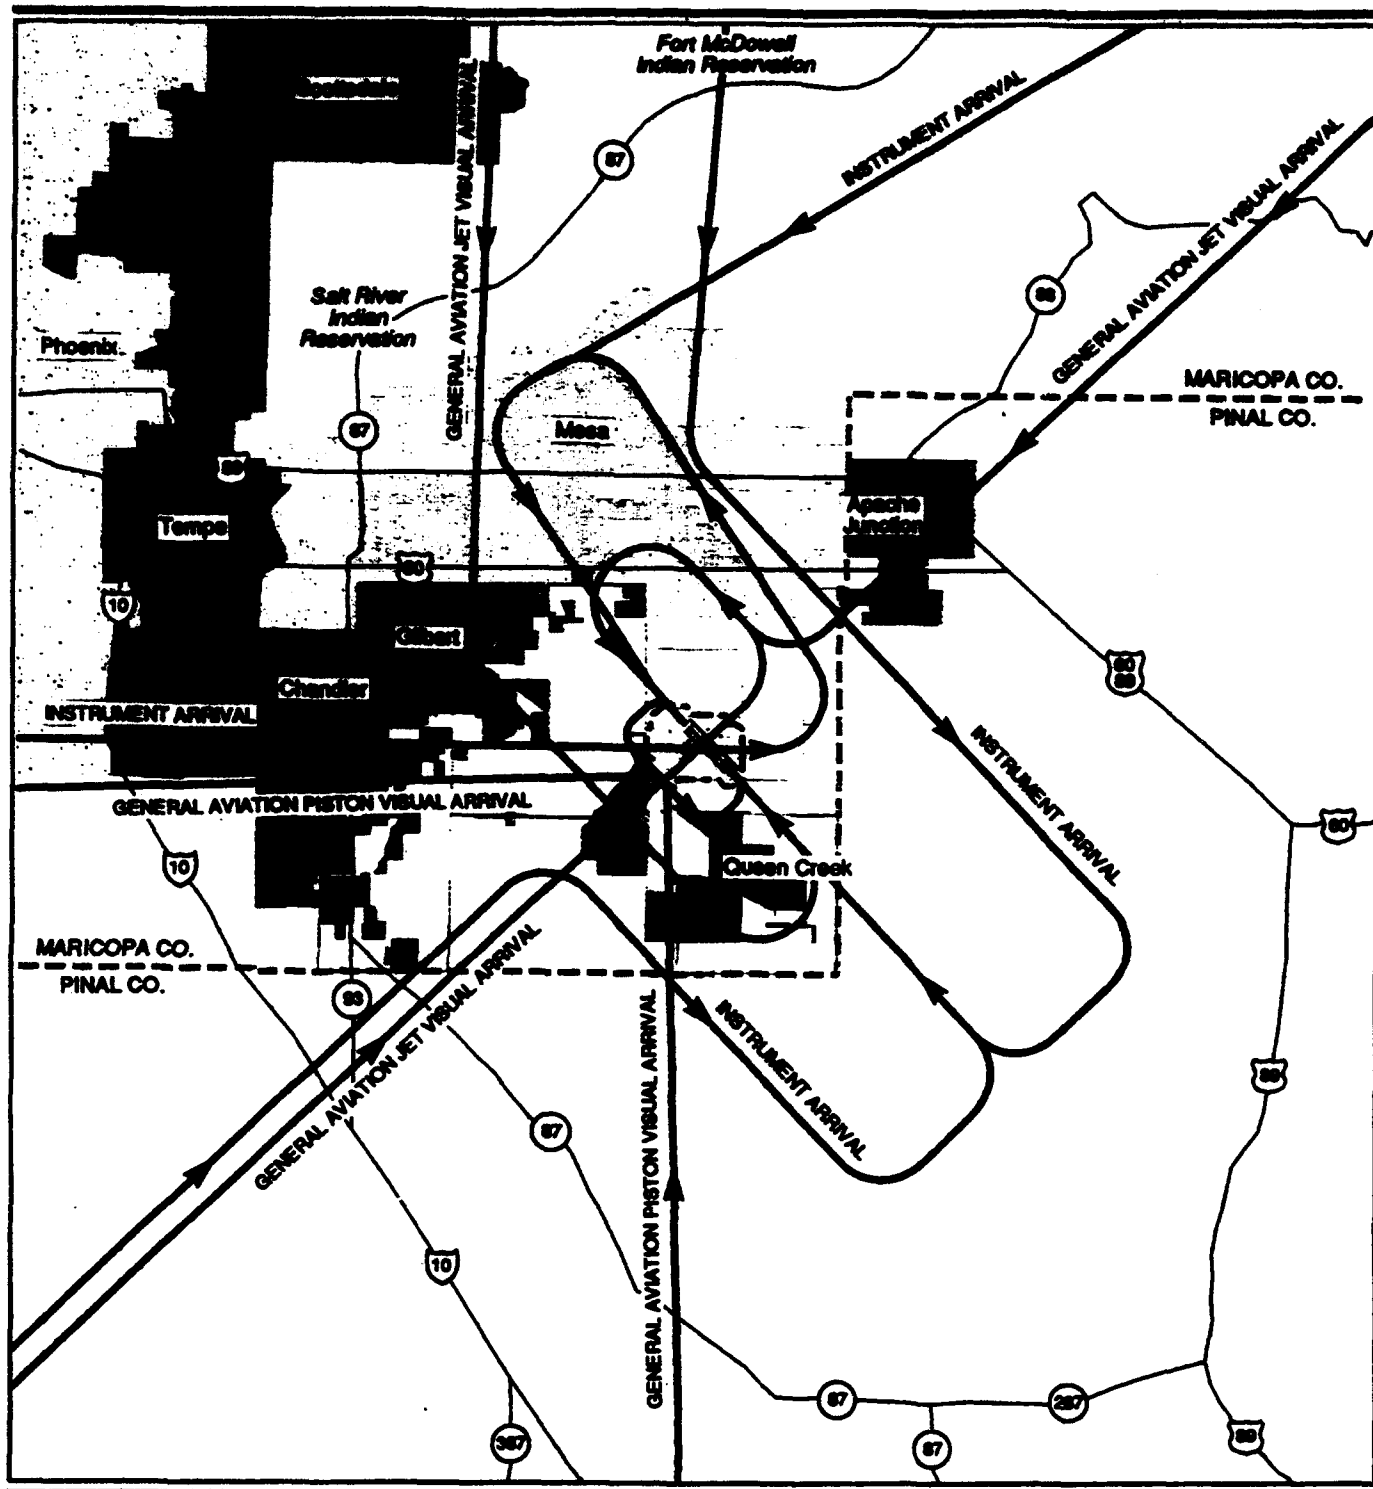 Fort McDowell
Indian Reservation
Scottsdale
GENERAL AVIATION JET VISUAL ARRIVAL
INSTRUMENT ARRIVAL
GENERAL AVIATION JET VISUAL ARRIVAL
87
Salt River
Indian
Reservation
88
Phoenix
MARICOPA CO.
PINAL CO.
87
Mesa
Tempe
Apache
Junction
60
10
Gilbert
Chandler
60
89
INSTRUMENT ARRIVAL
INSTRUMENT ARRIVAL
GENERAL AVIATION PISTON VISUAL ARRIVAL
60
10
Queen Creek
MARICOPA CO.
PINAL CO.
93
GENERAL AVIATION JET VISUAL ARRIVAL
INSTRUMENT ARRIVAL
GENERAL AVIATION PISTON VISUAL ARRIVAL
89
87
10
87
287
387
87
89